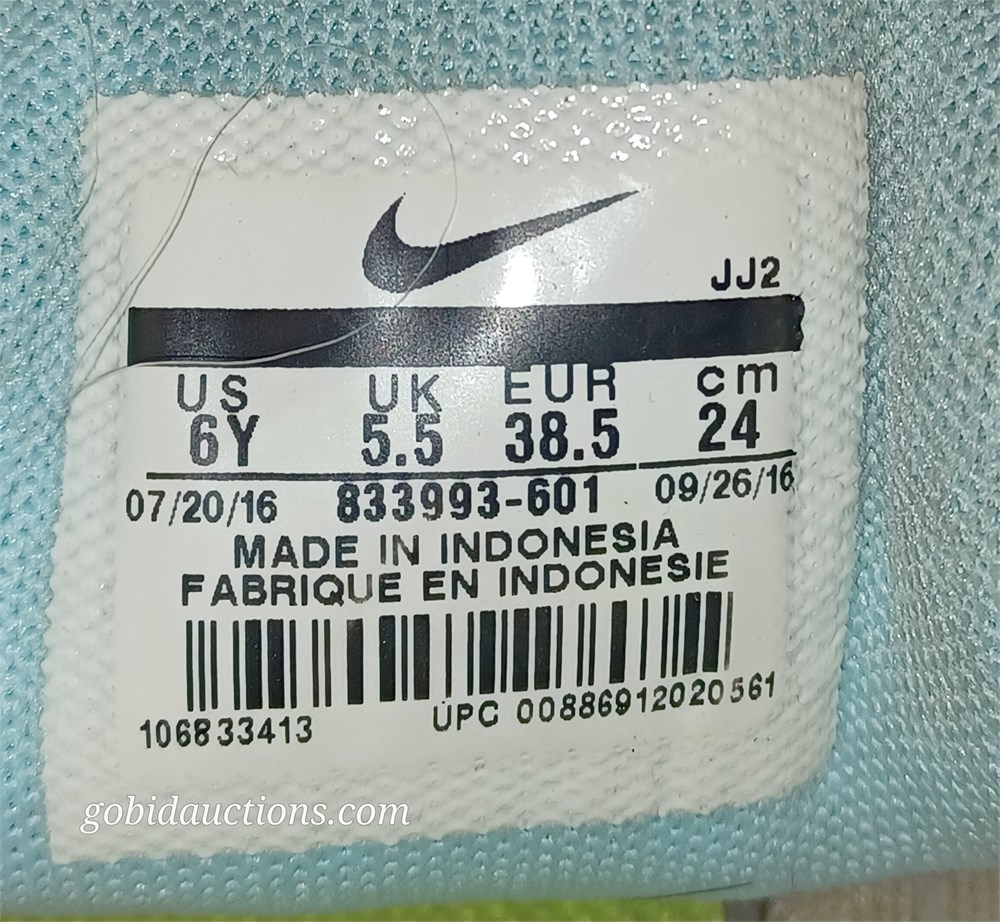 JJ2
US UK EUR cm
6Y 5.5 38.5 24
07/20/16 833993-601 09/26/16
MADE IN INDONESIA
FABRIQUE EN INDONESIE
106833413 UPC 00886912020561
gobidauctions.com